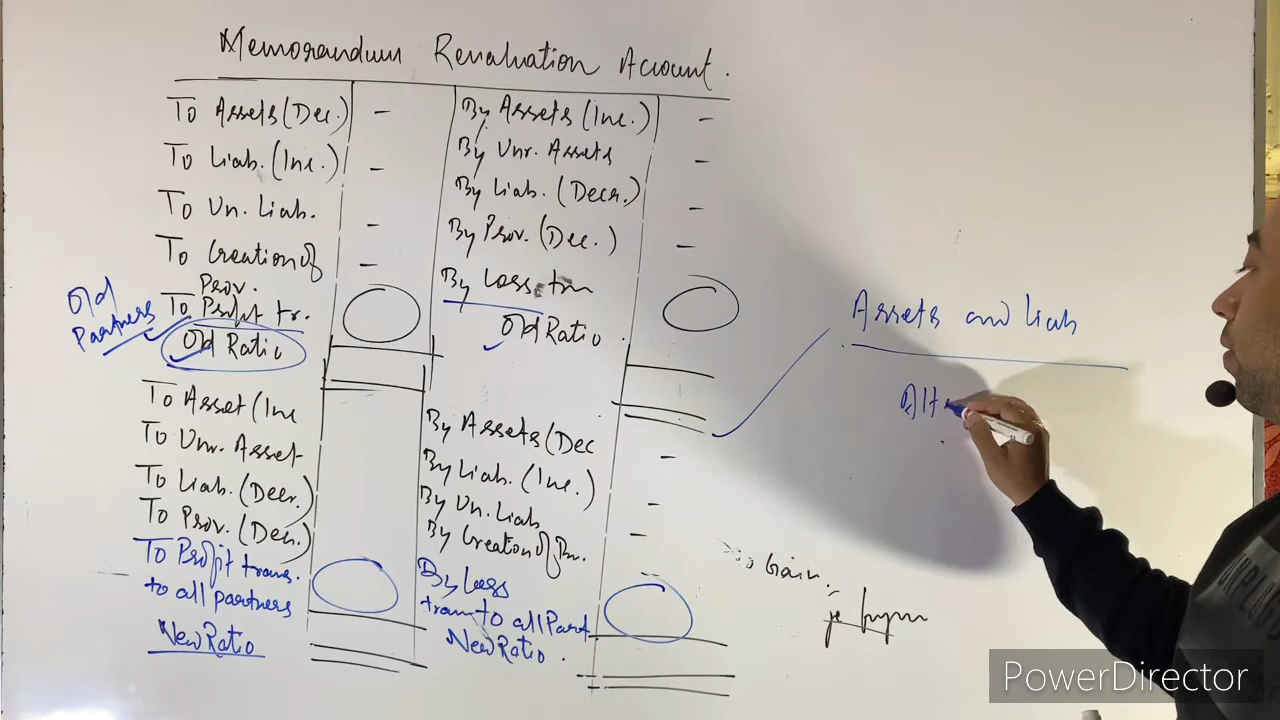 Memorandum Revaluation Account.
To Assets (Dec.) -
To Liab. (Inc.) -
To Un. Liab. -
To Creation of -
Prov.
To Profit tr.
Old Ratio
Old
Partners
By Assets (Inc.) -
By Unr. Assets -
By Liab. (Decr.) -
By Prov. (Dec.) -
By Loss
Old Ratio.
To Asset (Inc
To Unr. Asset
To Liab. (Decr.)
To Prov. (Decr.)
To Profit trans.
to all partners
New Ratio
By Assets (Dec -
By Liab. (Inc.) -
By Un. Liab -
By Creation of Prv. -
By Loss
tran to all Part
New Ratio.
Assets and Liab
Alt
Gain.
PowerDirector